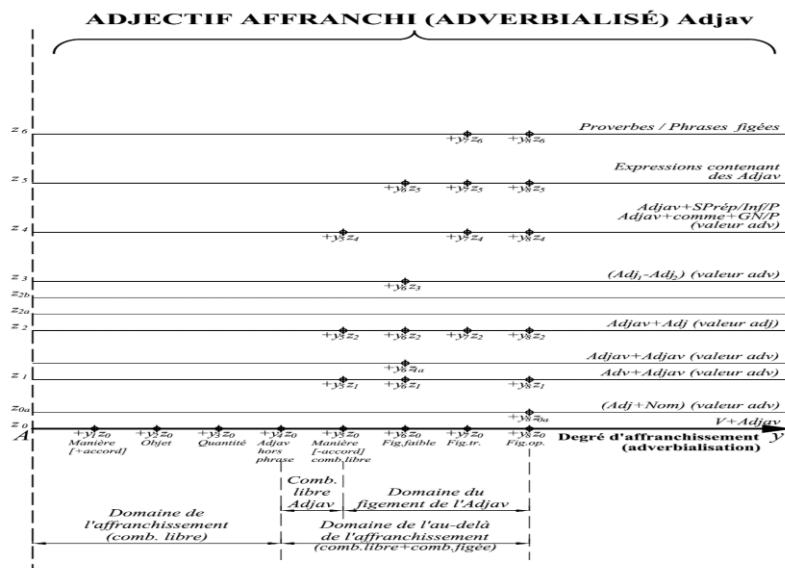 ADJECTIF AFFRANCHI (ADVERBIALISÉ) Adjav
z6
Proverbes / Phrases figées
+y7z6 +y8z6
z5
Expressions contenant
des Adjav
+y6z5 +y7z5 +y8z5
Adjav+SPrép/Inf/P
Adjav+comme+GN/P
z4
(valeur adv)
+y5z4 +y7z4 +y8z4
z3
(Adj1-Adj2) (valeur adv)
+y6z3
z2b
z2a
z2
Adjav+Adj (valeur adj)
+y5z2 +y6z2 +y7z2 +y8z2
Adjav+Adjav (valeur adv)
+y6z1a
z1
Adv+Adjav (valeur adv)
+y5z1 +y6z1 +y8z1
z0a
(Adj+Nom) (valeur adv)
+y8z0a
z0
V+Adjav
A
+y1z0 +y2z0 +y3z0 +y4z0 +y5z0 +y6z0 +y7z0 +y8z0
y
Manière
[+accord]
Objet
Quantité
Adjav
hors
phrase
Manière
[-accord]
comb.libre
Fig.faible
Fig.tr.
Fig.op.
Degré d'affranchissement
(adverbialisation)
Comb.
libre
Adjav
Domaine du
figement de l'Adjav
Domaine de
l'affranchissement
(comb. libre)
Domaine de l'au-delà
de l'affranchissement
(comb.libre+comb.figée)